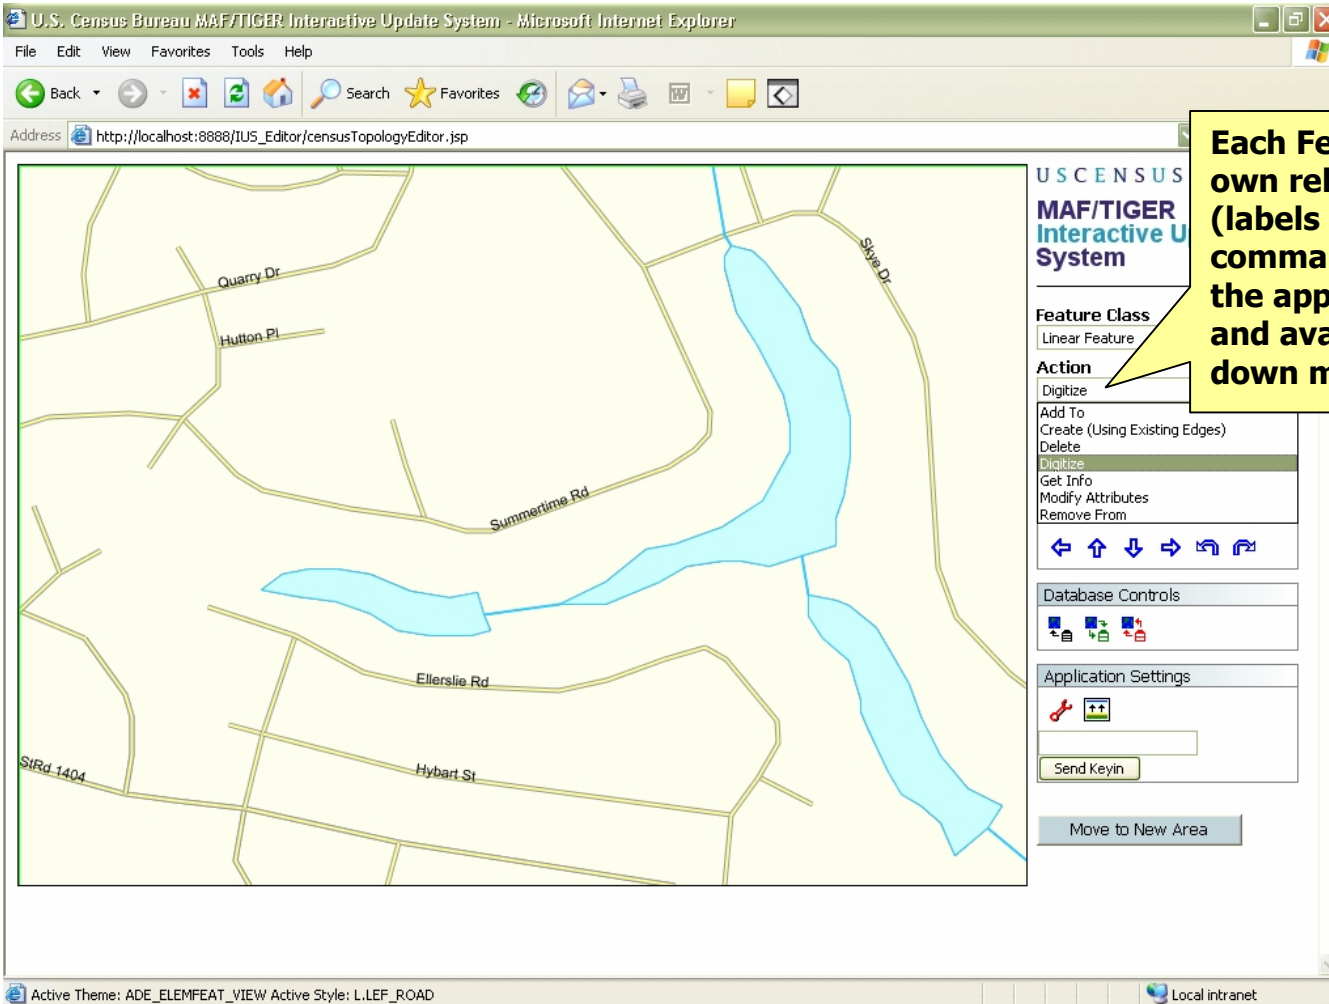 U.S. Census Bureau MAF/TIGER Interactive Update System - Microsoft Internet Explorer
File Edit View Favorites Tools Help
Back Search Favorites
Address http://localhost:8888/IUS_Editor/censusTopologyEditor.jsp
Each Fe
own rel
(labels
comma
the app
and ava
down m
USCENSUS
MAF/TIGER
Interactive U
System
Feature Class
Linear Feature
Action
Digitize
Add To
Create (Using Existing Edges)
Delete
Digitize
Get Info
Modify Attributes
Remove From
Database Controls
Application Settings
Send Keyin
Move to New Area
Skye Dr
Quarry Dr
Hutton Pl
Summertime Rd
Ellerslie Rd
StRd 1404
Hybart St
Active Theme: ADE_ELEMFEAT_VIEW Active Style: L.LEF_ROAD
Local intranet